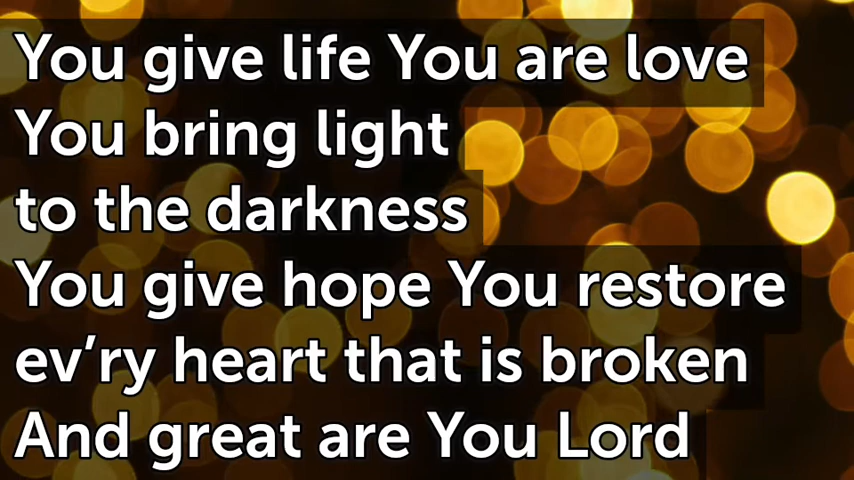 You give life You are love
You bring light
to the darkness
You give hope You restore
ev’ry heart that is broken
And great are You Lord